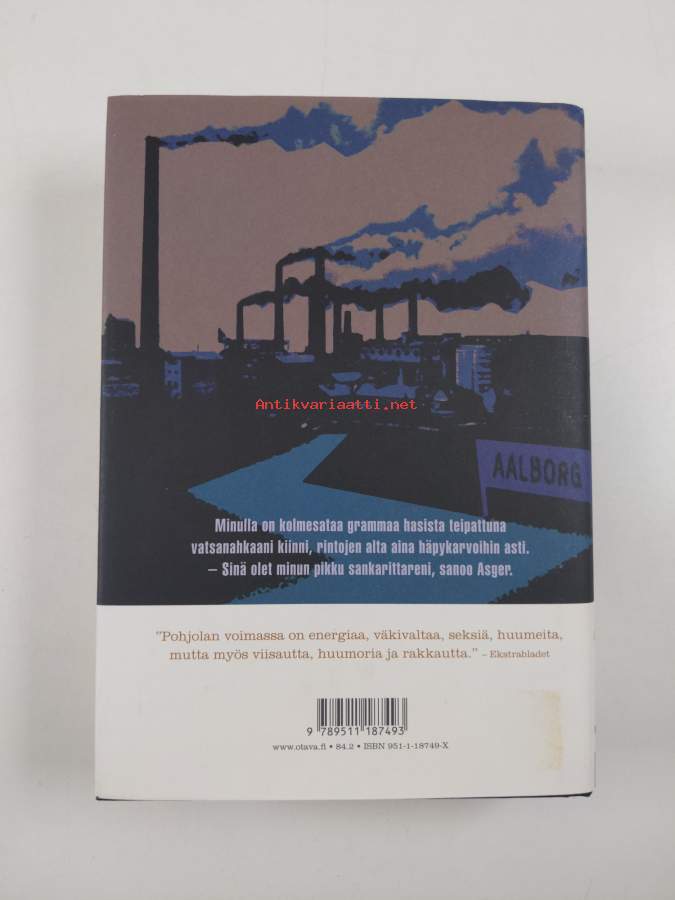 Antikvariaatti.net
AALBORG
Minulla on kolmesataa grammaa hasista teipattuna
vatsanahkaani kiinni, rintojen alta aina häpykarvoihin asti.
– Sinä olet minun pikku sankarittareni, sanoo Asger.
”Pohjolan voimassa on energiaa, väkivaltaa, seksiä, huumeita,
mutta myös viisautta, huumoria ja rakkautta.” – Ekstrabladet
9 789511 187493
www.otava.fi • 84.2 • ISBN 951-1-18749-X